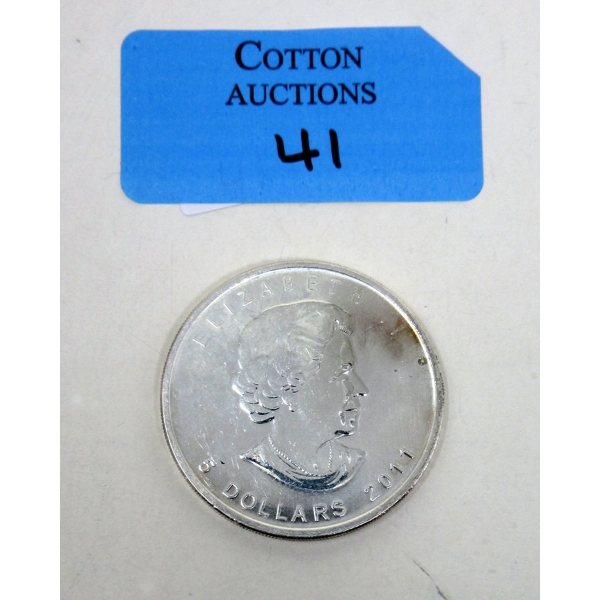 COTTON
AUCTIONS
41
ELIZABETH II
5 DOLLARS 2011